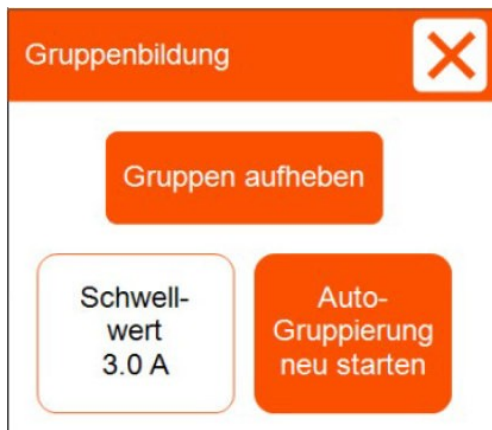 Gruppenbildung
Gruppen aufheben
Schwell-
wert
3.0 A
Auto-
Gruppierung
neu starten